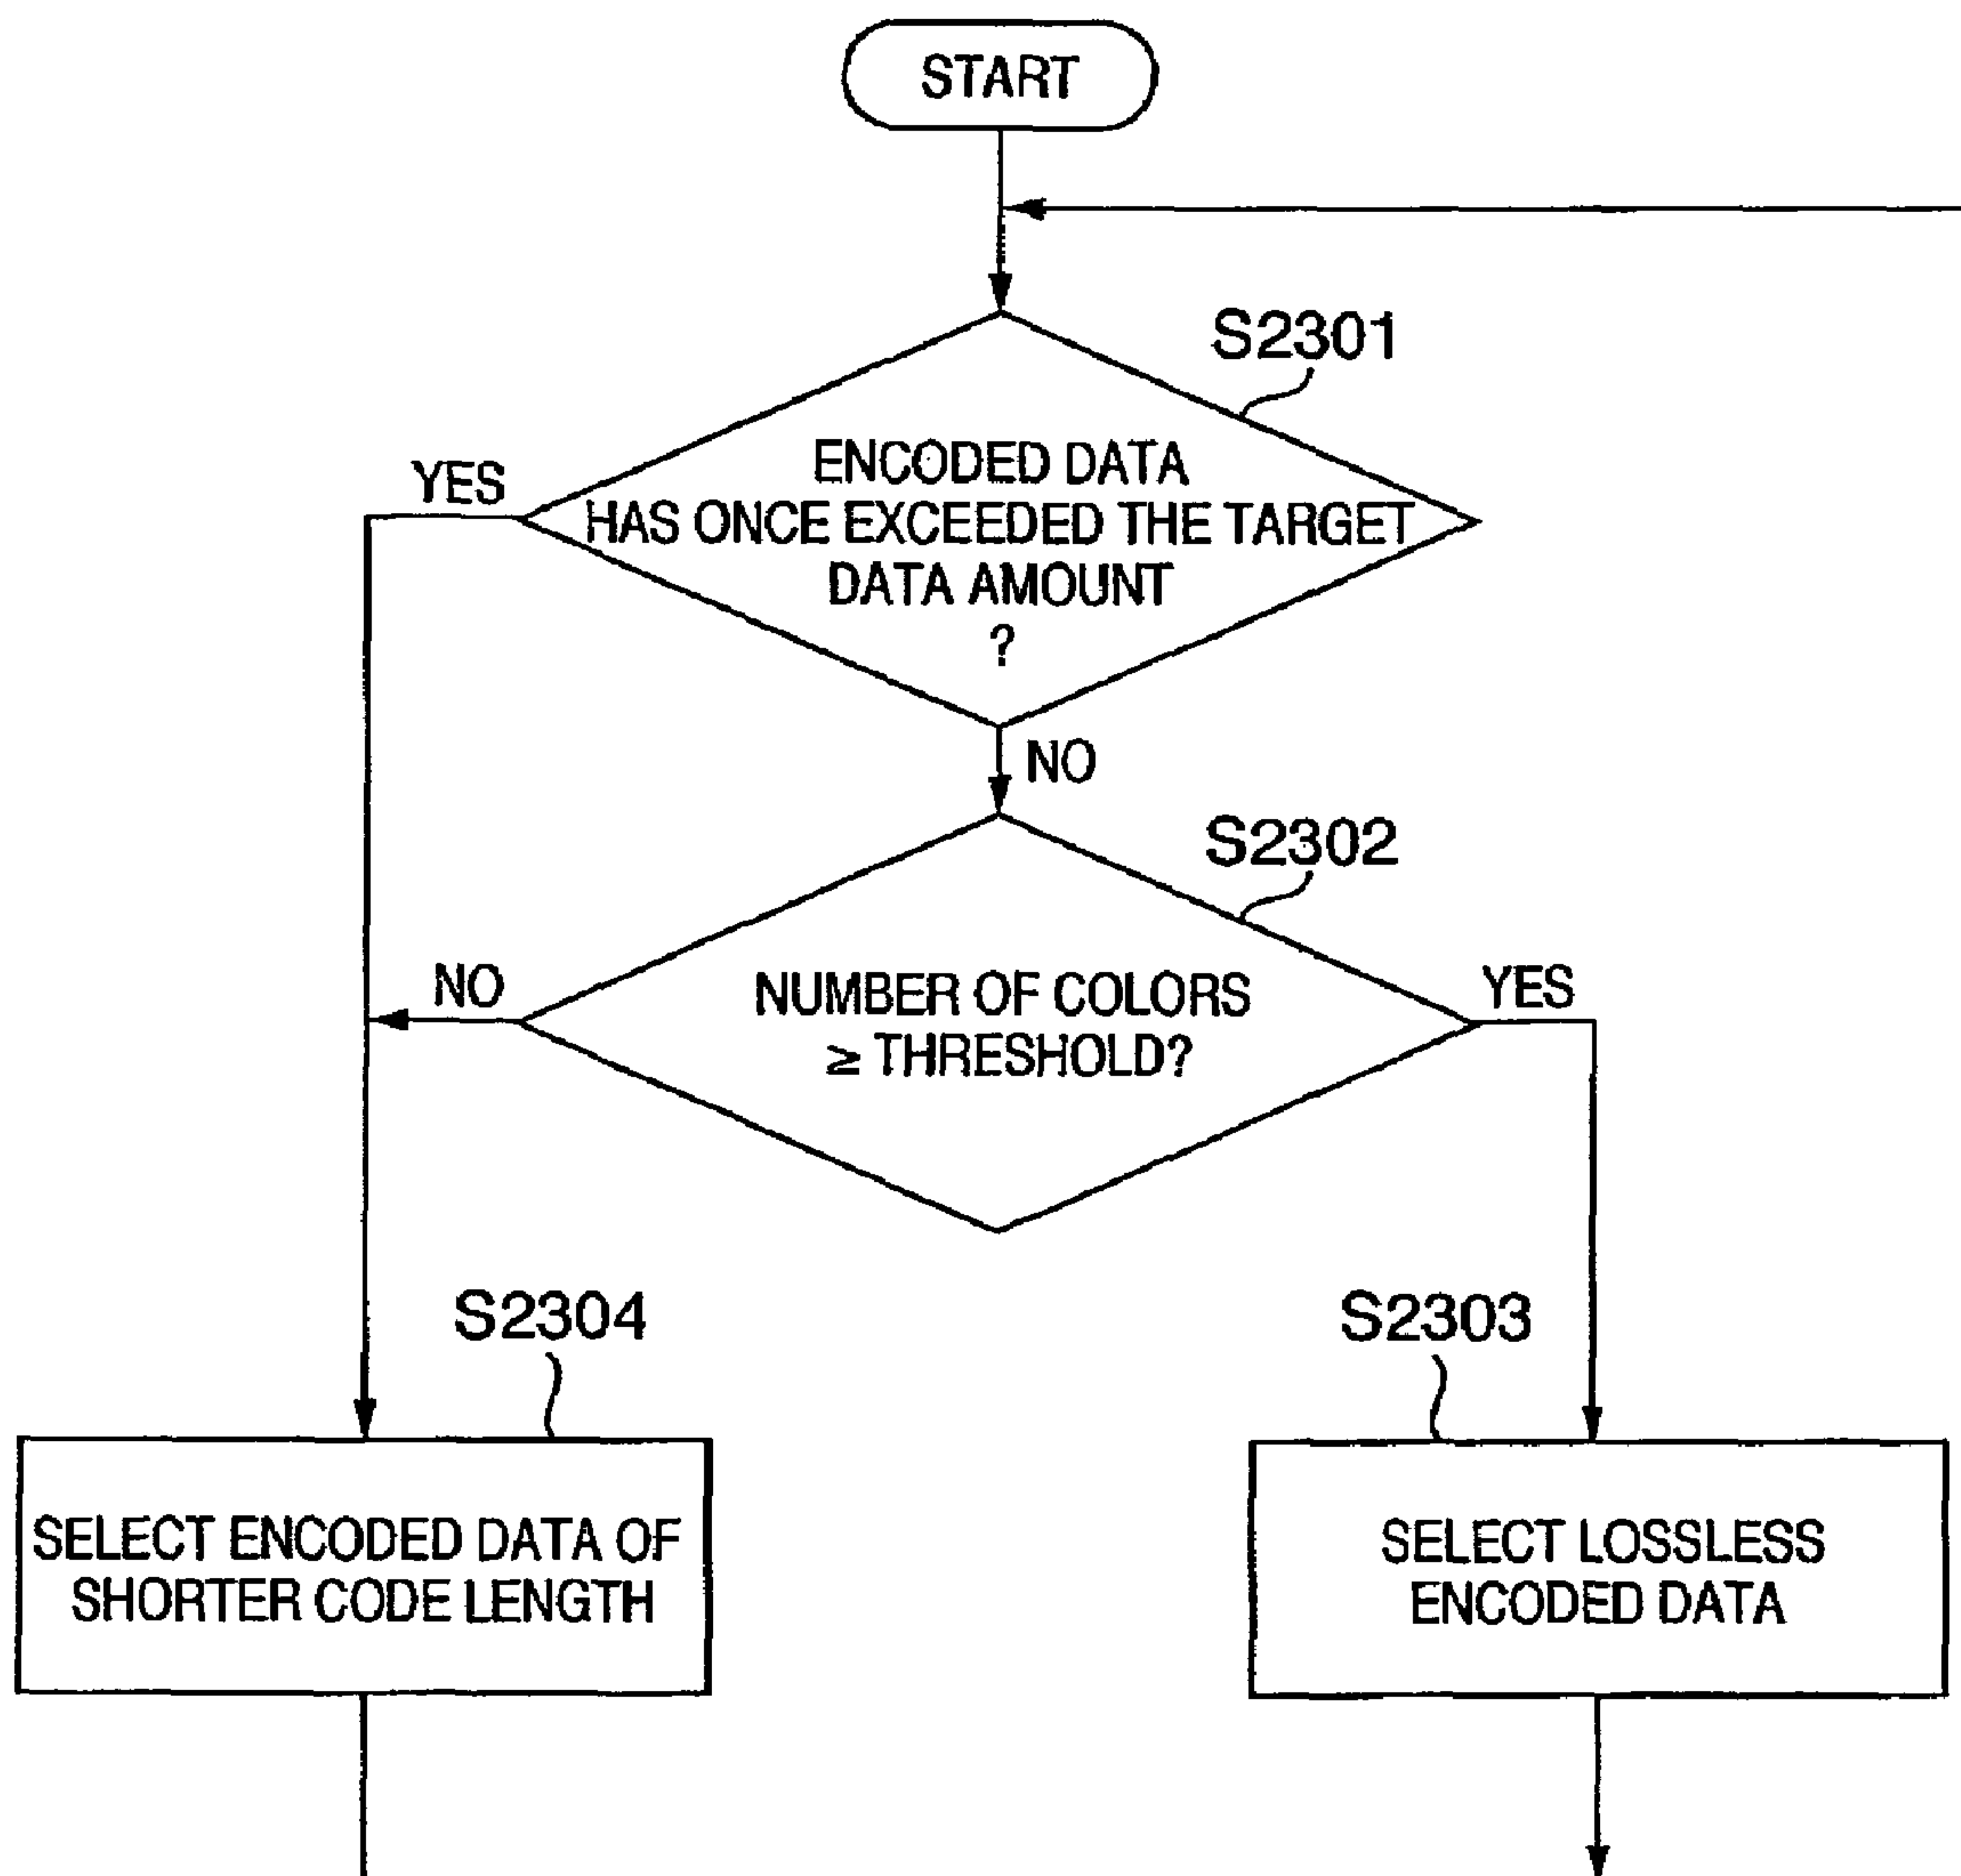 START
S2301
ENCODED DATA
HAS ONCE EXCEEDED THE TARGET
DATA AMOUNT
?
YES
NO
S2302
NUMBER OF COLORS
≥ THRESHOLD?
NO
YES
S2304
SELECT ENCODED DATA OF
SHORTER CODE LENGTH
S2303
SELECT LOSSLESS
ENCODED DATA